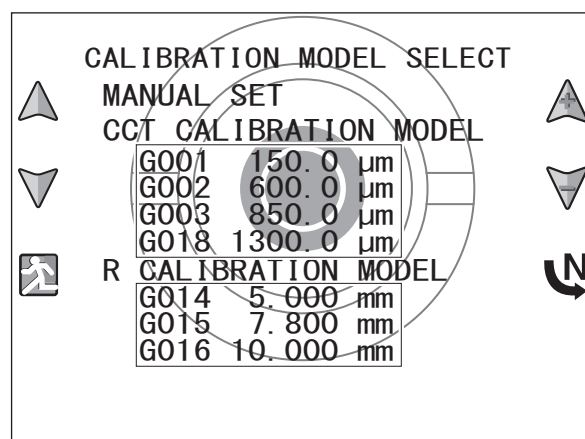 CALIBRATION MODEL SELECT
MANUAL SET
CCT CALIBRATION MODEL
G001 150.0 μm
G002 600.0 μm
G003 850.0 μm
G018 1300.0 μm
R CALIBRATION MODEL
G014 5.000 mm
G015 7.800 mm
G016 10.000 mm
+
-
N